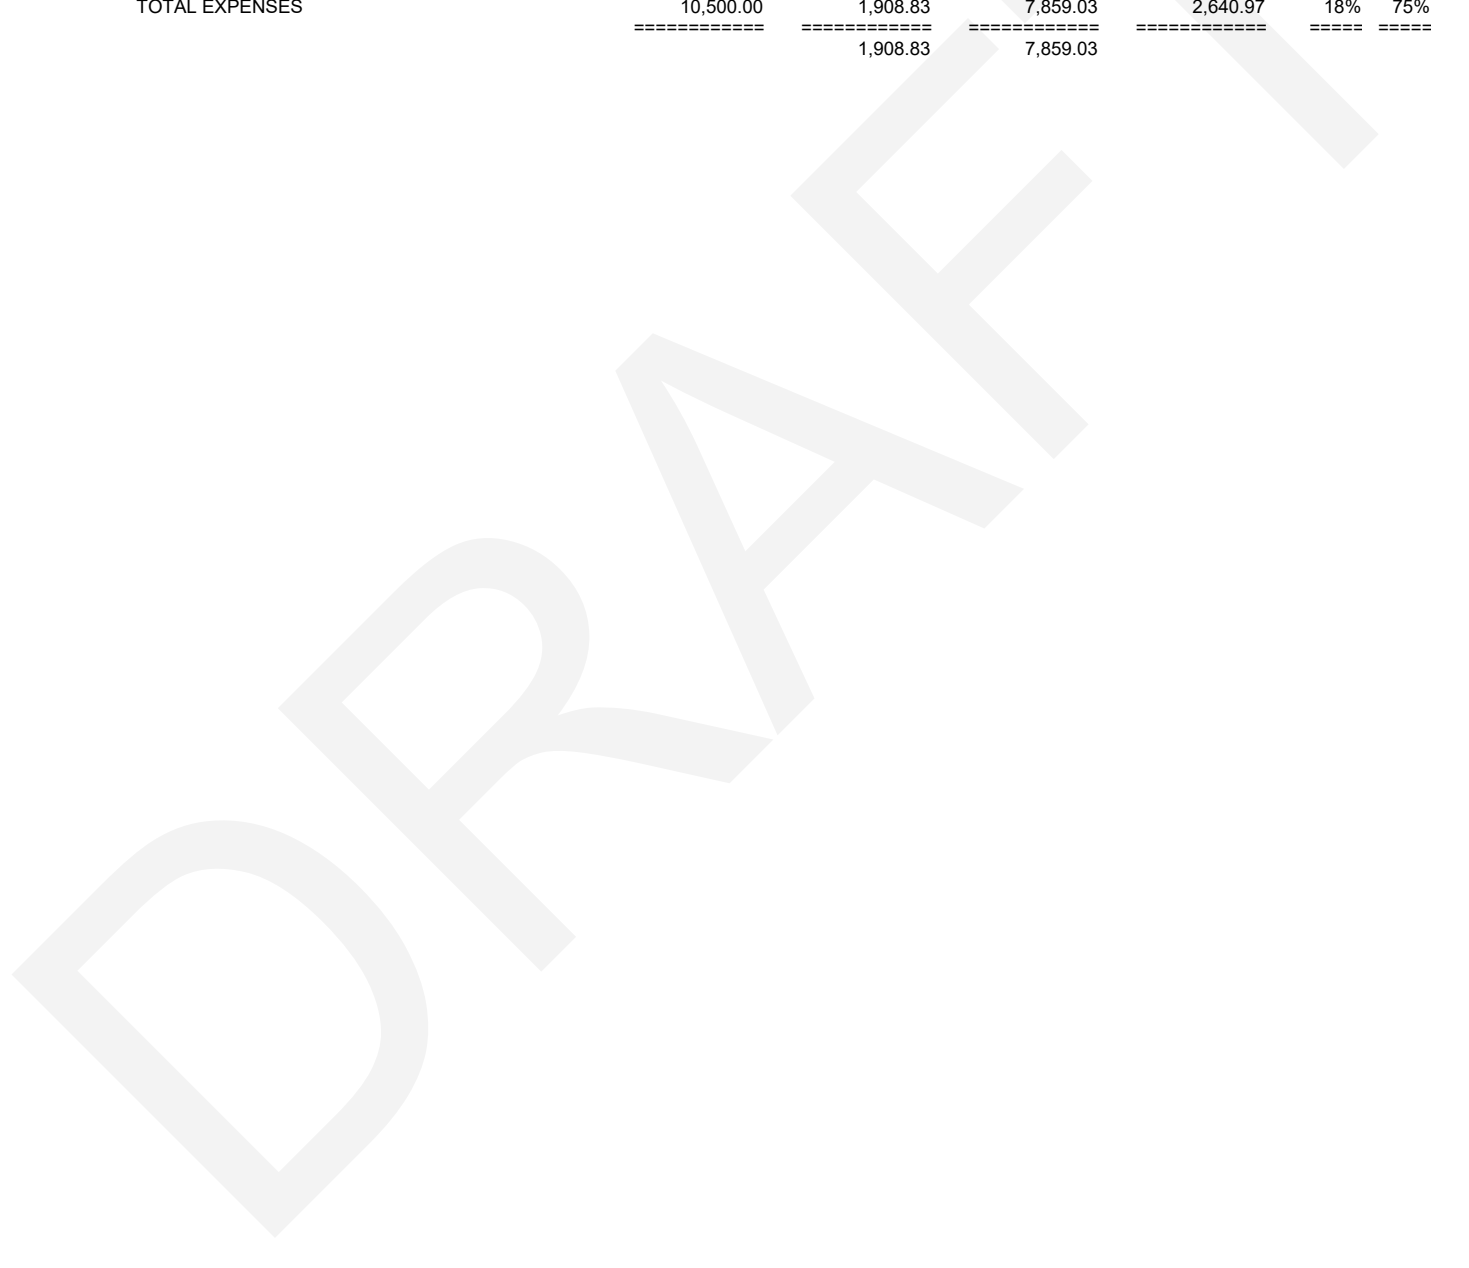 TOTAL EXPENSES 10,500.00 1,908.83 7,859.03 2,640.97 18% 75%
============ ============ ============ ============ ===== =====
1,908.83 7,859.03
DRAFT